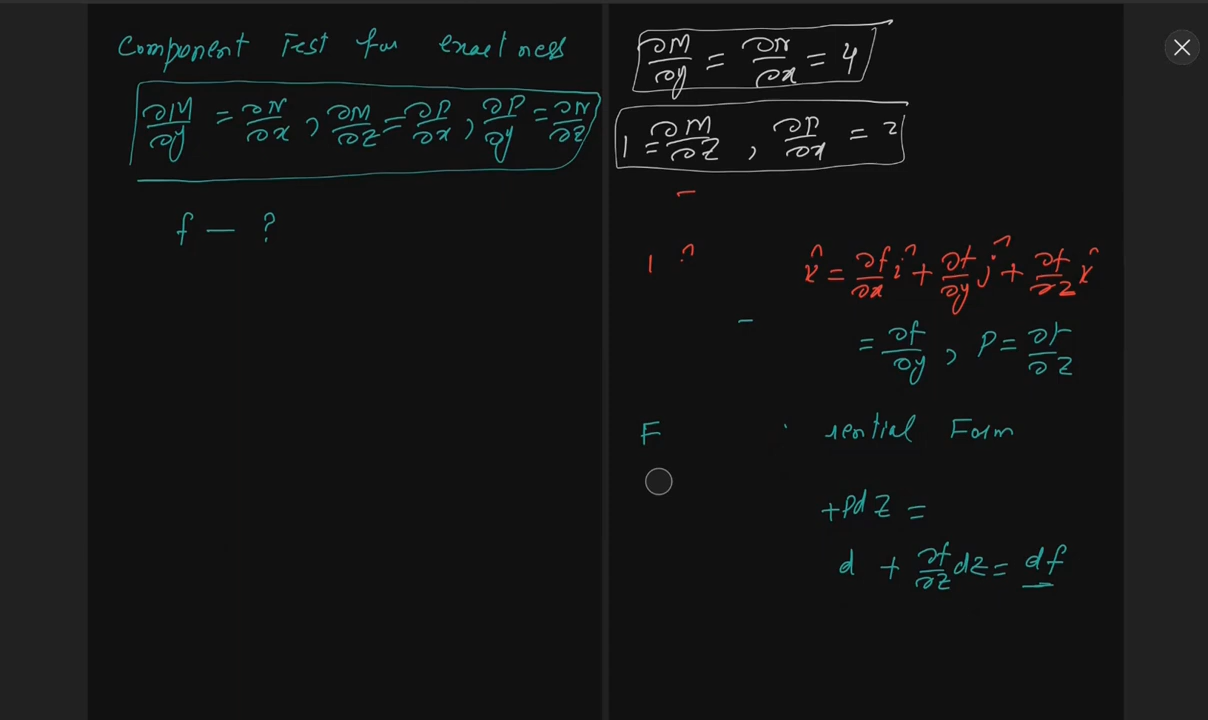 Component Test for exactness
∂M/∂y = ∂N/∂x , ∂M/∂z = ∂P/∂x , ∂P/∂y = ∂N/∂z
f — ?
∂M/∂y = ∂N/∂x = 4
1 = ∂M/∂z , ∂P/∂x = 2
k̂ = ∂f/∂x î + ∂f/∂y ĵ + ∂f/∂z k̂
= ∂f/∂y , P = ∂f/∂z
F rential Form
+Pdz =
d + ∂f/∂z dz = df